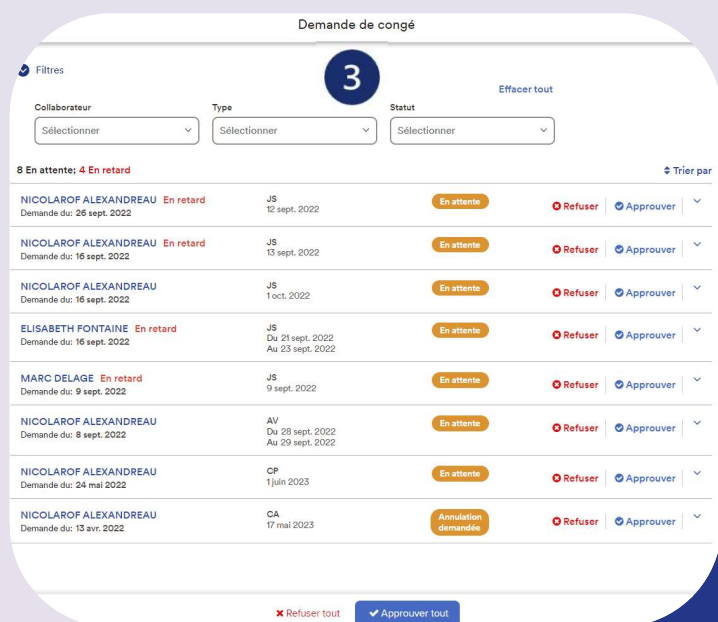 Demande de congé
Filtres
3
Effacer tout
Collaborateur Type Statut
Sélectionner Sélectionner Sélectionner
8 En attente; 4 En retard Trier par
NICOLAROF ALEXANDREAU En retard JS En attente Refuser Approuver
Demande du: 26 sept. 2022 12 sept. 2022
NICOLAROF ALEXANDREAU En retard JS En attente Refuser Approuver
Demande du: 16 sept. 2022 13 sept. 2022
NICOLAROF ALEXANDREAU JS En attente Refuser Approuver
Demande du: 16 sept. 2022 1 oct. 2022
ELISABETH FONTAINE En retard JS En attente Refuser Approuver
Demande du: 16 sept. 2022 Du 21 sept. 2022
Au 23 sept. 2022
MARC DELAGE En retard JS En attente Refuser Approuver
Demande du: 9 sept. 2022 9 sept. 2022
NICOLAROF ALEXANDREAU AV En attente Refuser Approuver
Demande du: 8 sept. 2022 Du 28 sept. 2022
Au 29 sept. 2022
NICOLAROF ALEXANDREAU CP En attente Refuser Approuver
Demande du: 24 mai 2022 1 juin 2023
NICOLAROF ALEXANDREAU CA Annulation demandée Refuser Approuver
Demande du: 13 avr. 2022 17 mai 2023
Refuser tout Approuver tout